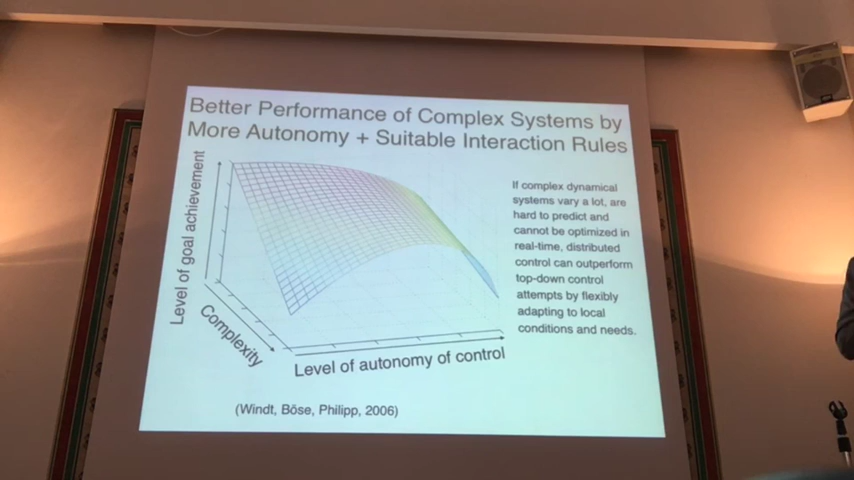 Better Performance of Complex Systems by
More Autonomy + Suitable Interaction Rules
Level of goal achievement
Complexity
Level of autonomy of control
If complex dynamical
systems vary a lot, are
hard to predict and
cannot be optimized in
real-time, distributed
control can outperform
top-down control
attempts by flexibly
adapting to local
conditions and needs.
(Windt, Böse, Philipp, 2006)